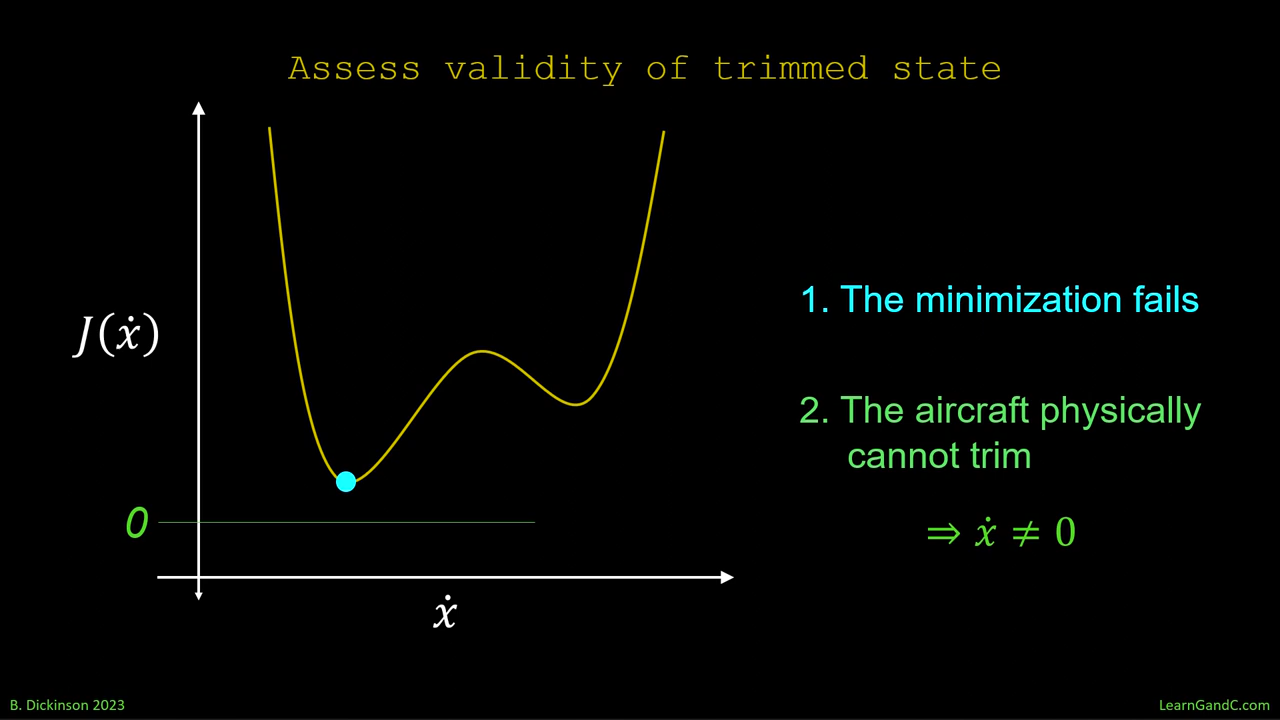 Assess validity of trimmed state
J(ẋ)
1. The minimization fails
2. The aircraft physically
cannot trim
⇒ ẋ ≠ 0
0
ẋ
B. Dickinson 2023
LearnGandC.com